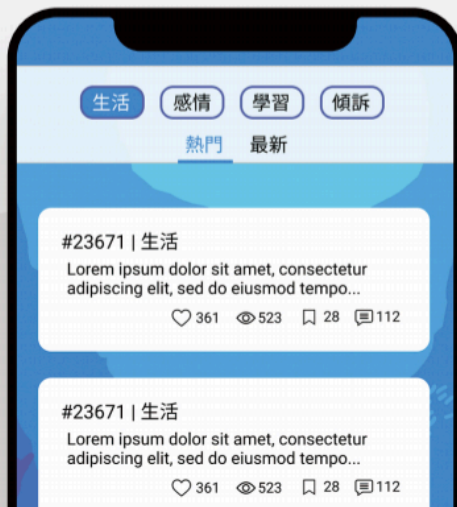 生活 感情 學習 傾訴
熱門 最新
#23671 | 生活
Lorem ipsum dolor sit amet, consectetur
adipiscing elit, sed do eiusmod tempo...
361 523 28 112
#23671 | 生活
Lorem ipsum dolor sit amet, consectetur
adipiscing elit, sed do eiusmod tempo...
361 523 28 112